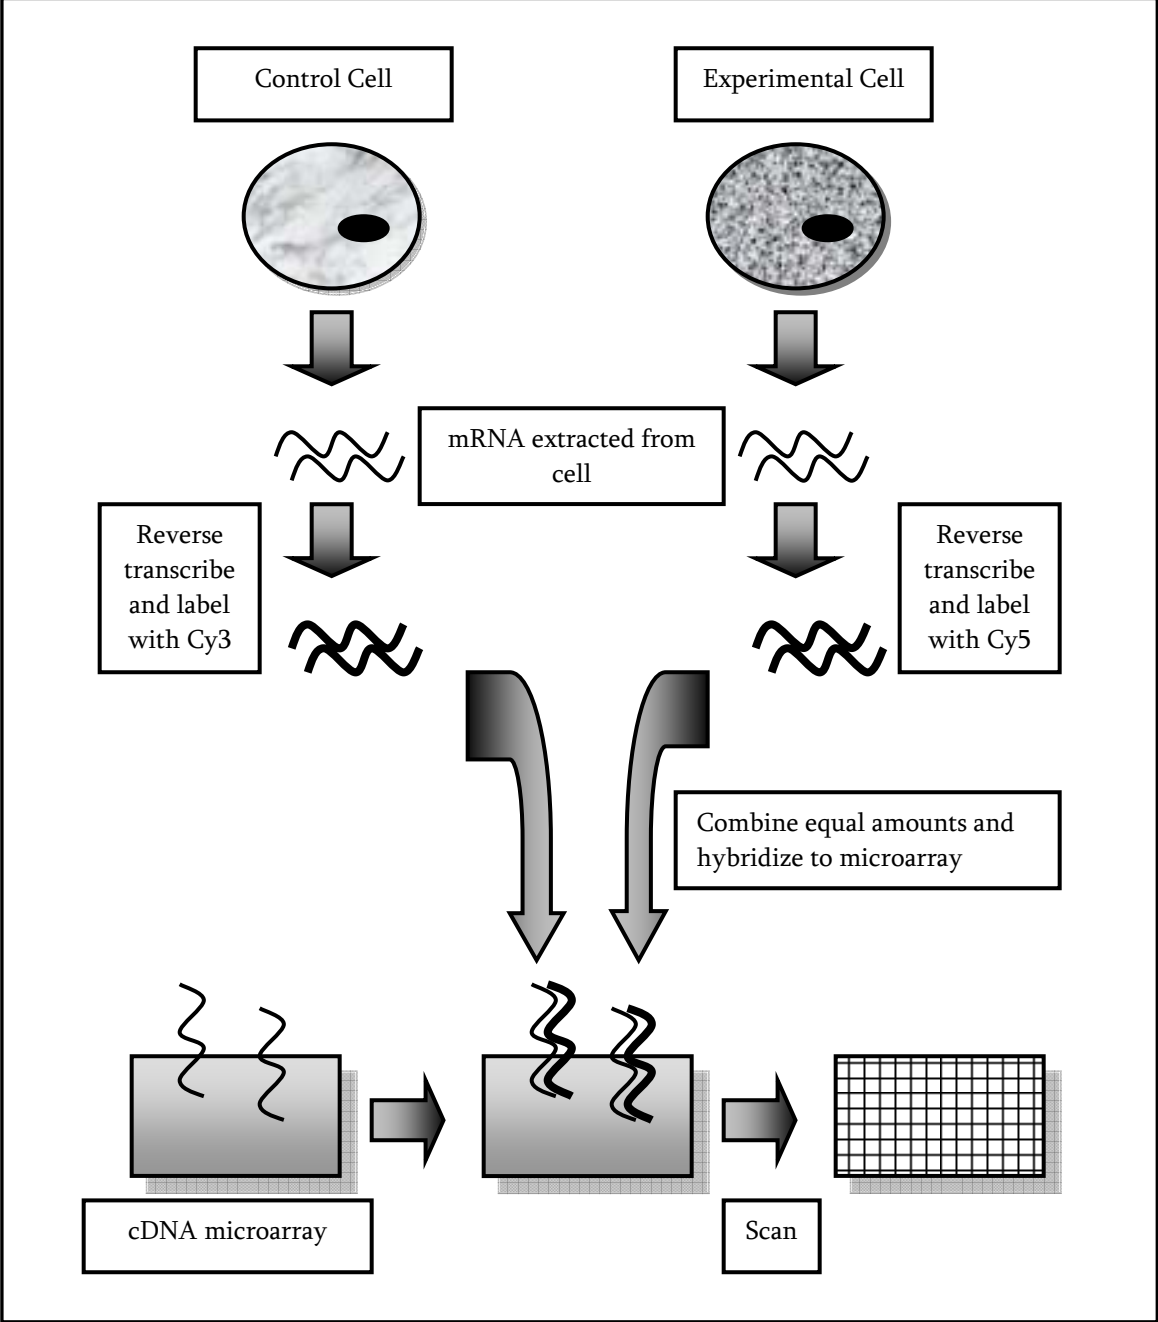 Control Cell
Experimental Cell
mRNA extracted from
cell
Reverse
transcribe
and label
with Cy3
Reverse
transcribe
and label
with Cy5
Combine equal amounts and
hybridize to microarray
cDNA microarray
Scan